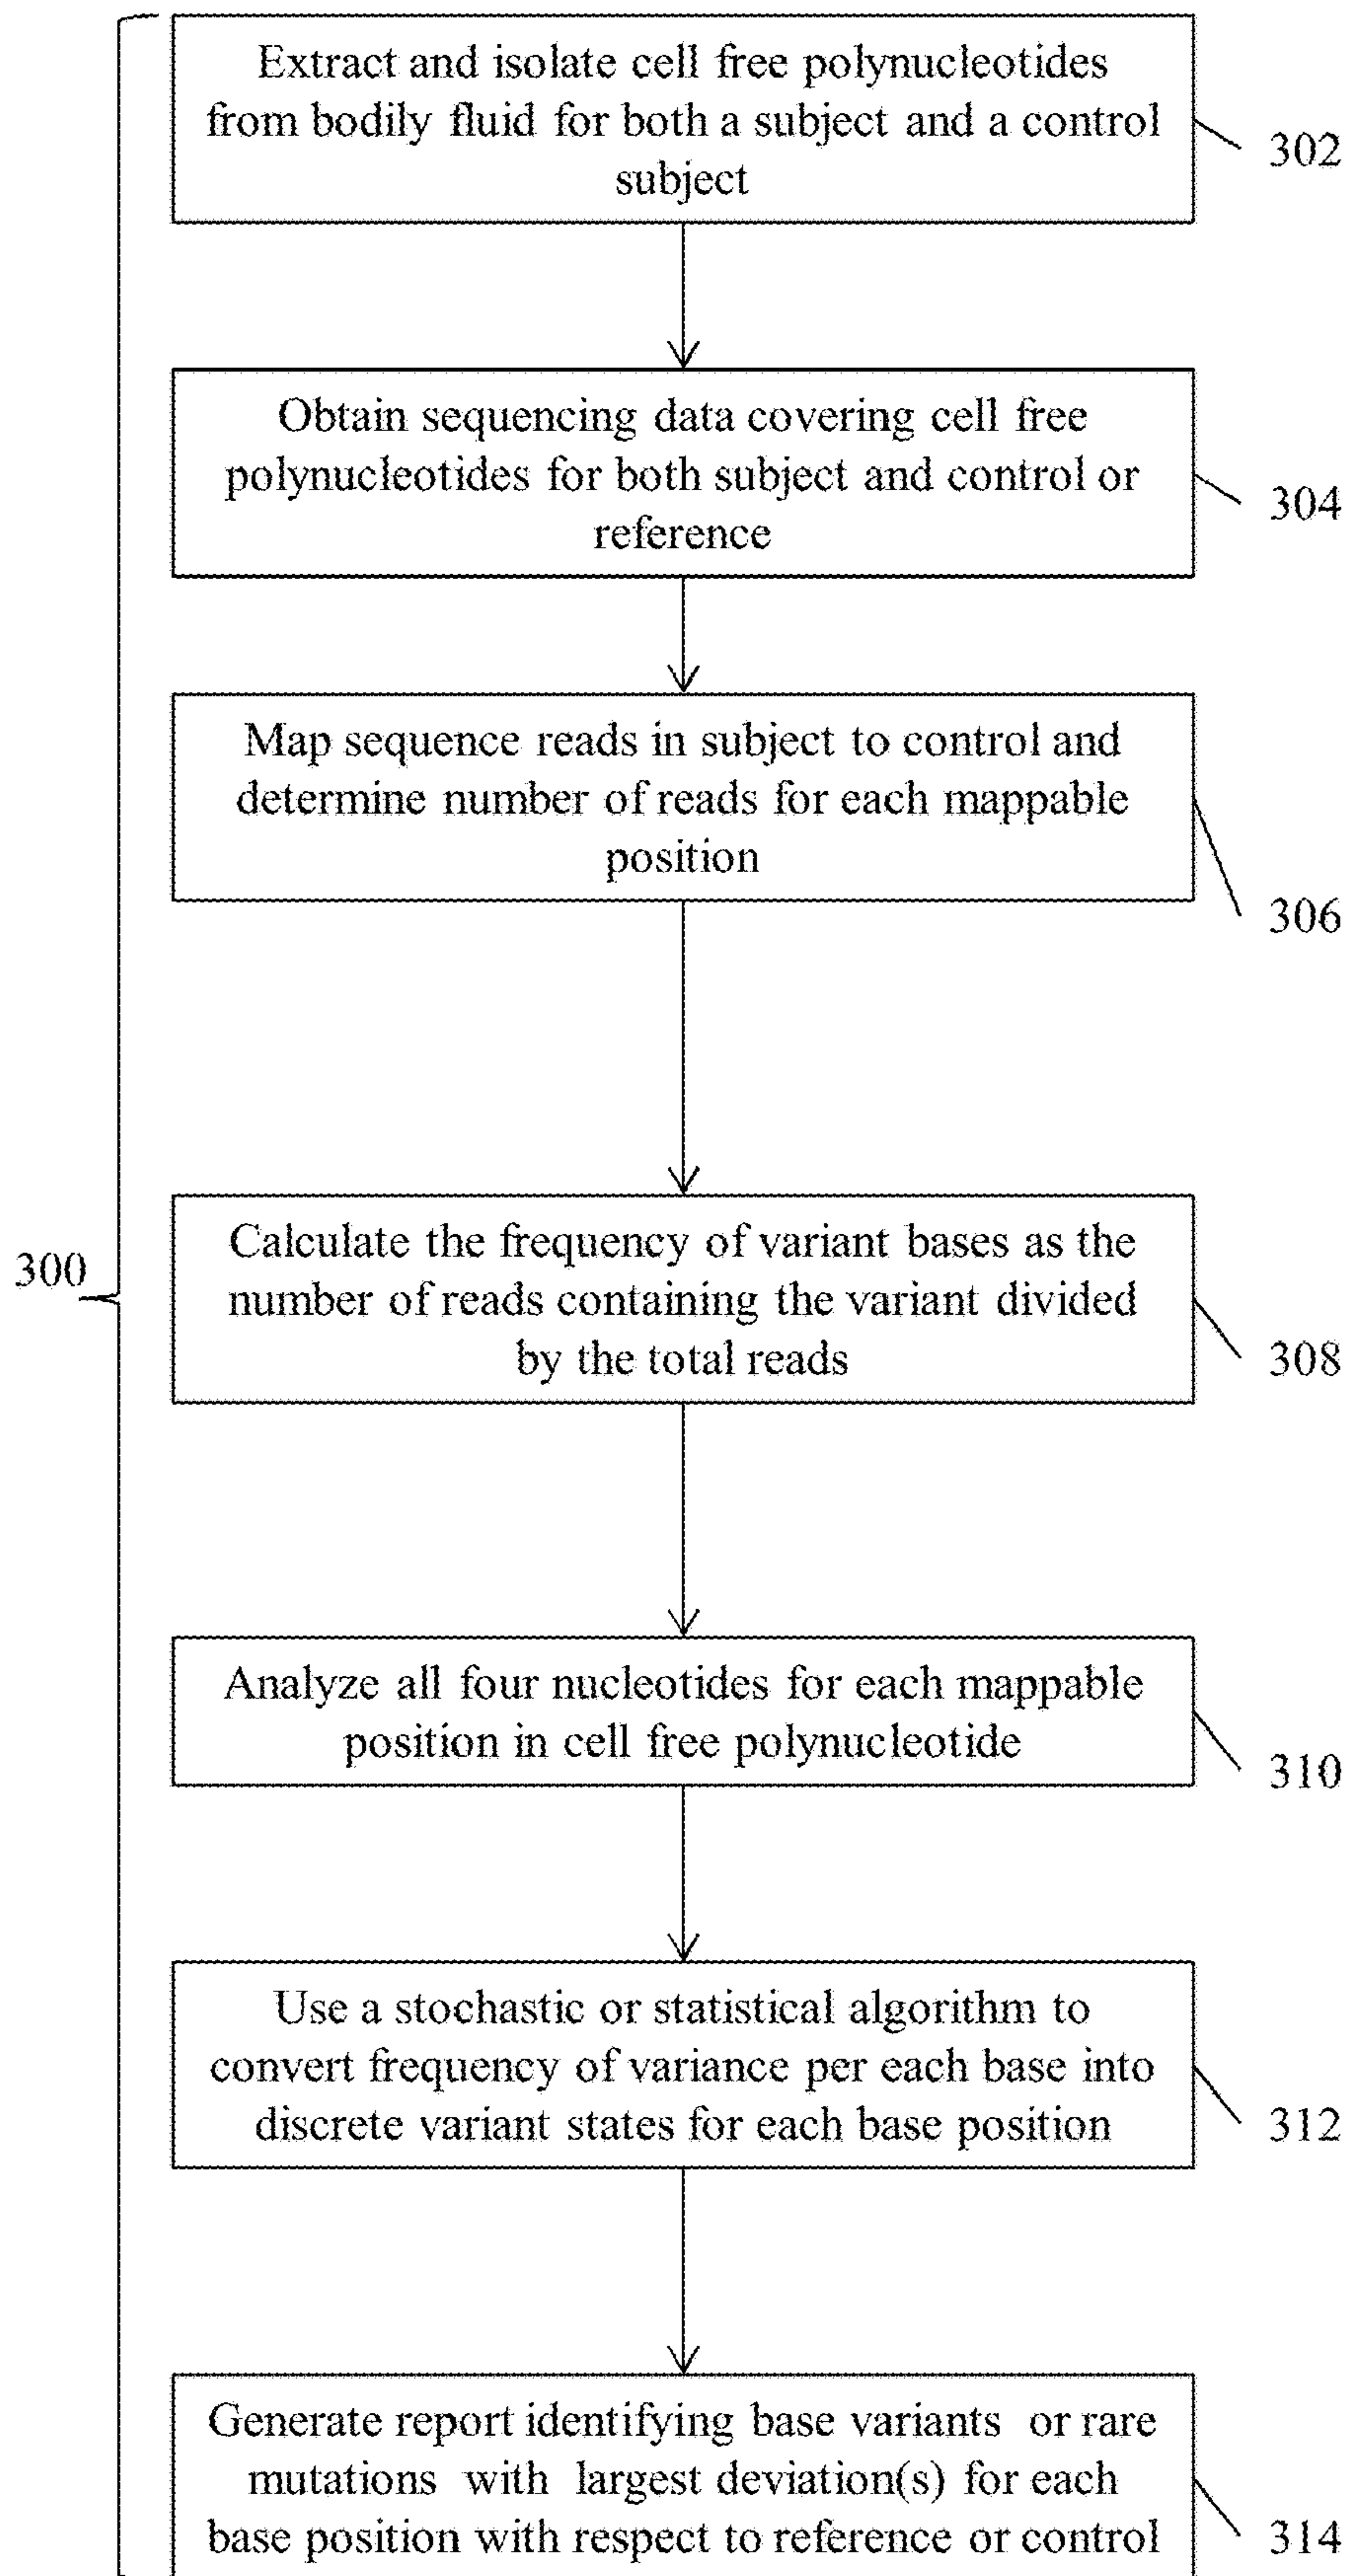 Extract and isolate cell free polynucleotides
from bodily fluid for both a subject and a control
subject
302
Obtain sequencing data covering cell free
polynucleotides for both subject and control or
reference
304
Map sequence reads in subject to control and
determine number of reads for each mappable
position
306
300
Calculate the frequency of variant bases as the
number of reads containing the variant divided
by the total reads
308
Analyze all four nucleotides for each mappable
position in cell free polynucleotide
310
Use a stochastic or statistical algorithm to
convert frequency of variance per each base into
discrete variant states for each base position
312
Generate report identifying base variants or rare
mutations with largest deviation(s) for each
base position with respect to reference or control
314